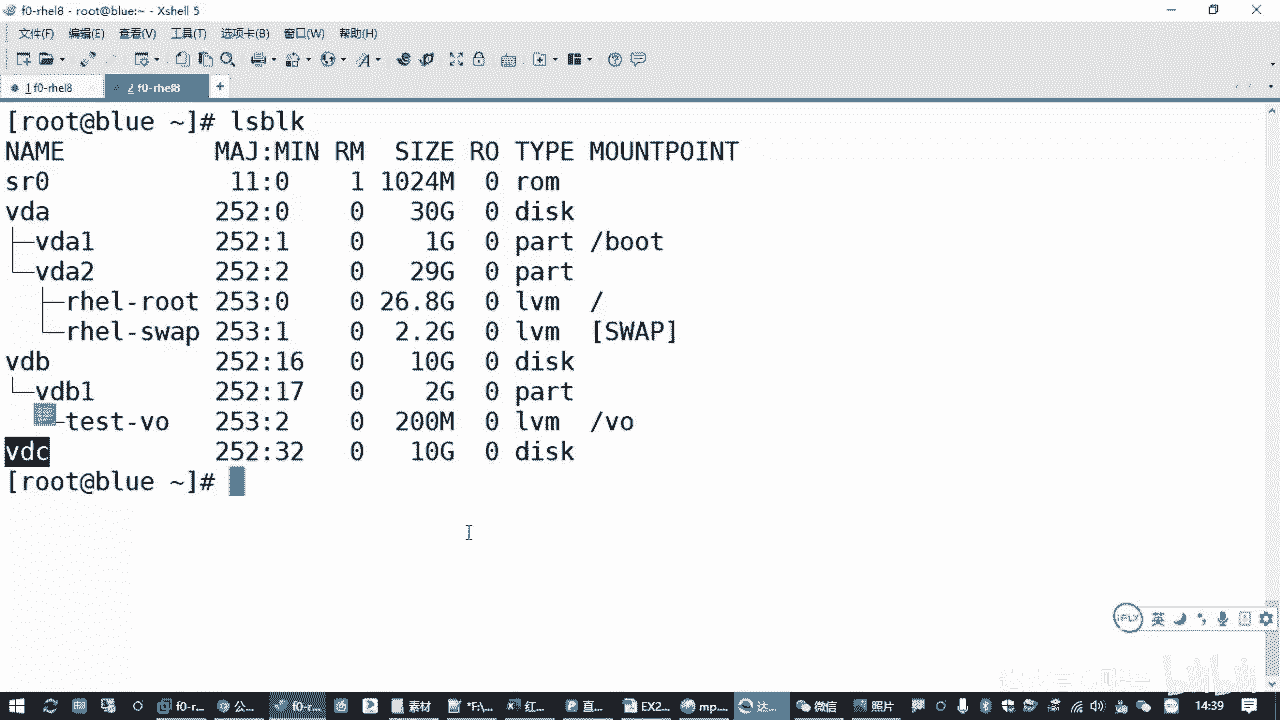 f0-rhel8 - root@blue:~ - Xshell 5
文件(F) 编辑(E) 查看(V) 工具(T) 选项卡(B) 窗口(W) 帮助(H)
1 f0-rhel8 2 f0-rhel8 +
[root@blue ~]# lsblk
NAME MAJ:MIN RM SIZE RO TYPE MOUNTPOINT
sr0 11:0 1 1024M 0 rom
vda 252:0 0 30G 0 disk
├─vda1 252:1 0 1G 0 part /boot
└─vda2 252:2 0 29G 0 part
├─rhel-root 253:0 0 26.8G 0 lvm /
└─rhel-swap 253:1 0 2.2G 0 lvm [SWAP]
vdb 252:16 0 10G 0 disk
└─vdb1 252:17 0 2G 0 part
─test-vo 253:2 0 200M 0 lvm /vo
vdc 252:32 0 10G 0 disk
[root@blue ~]#
iFLY 英
f0-r... 公... f0-r... 素材 *F:\... 红... 直... EX2... mp... 达... 微信 照片 14:39
bilibili